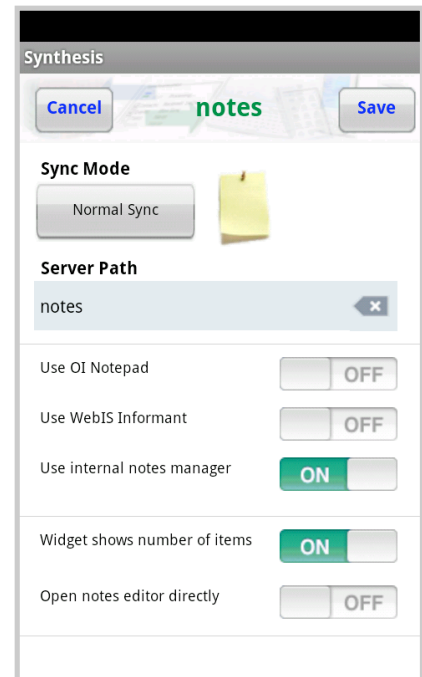 Synthesis
Cancel notes Save
Sync Mode
Normal Sync
Server Path
notes
Use OI Notepad OFF
Use WebIS Informant OFF
Use internal notes manager ON
Widget shows number of items ON
Open notes editor directly OFF